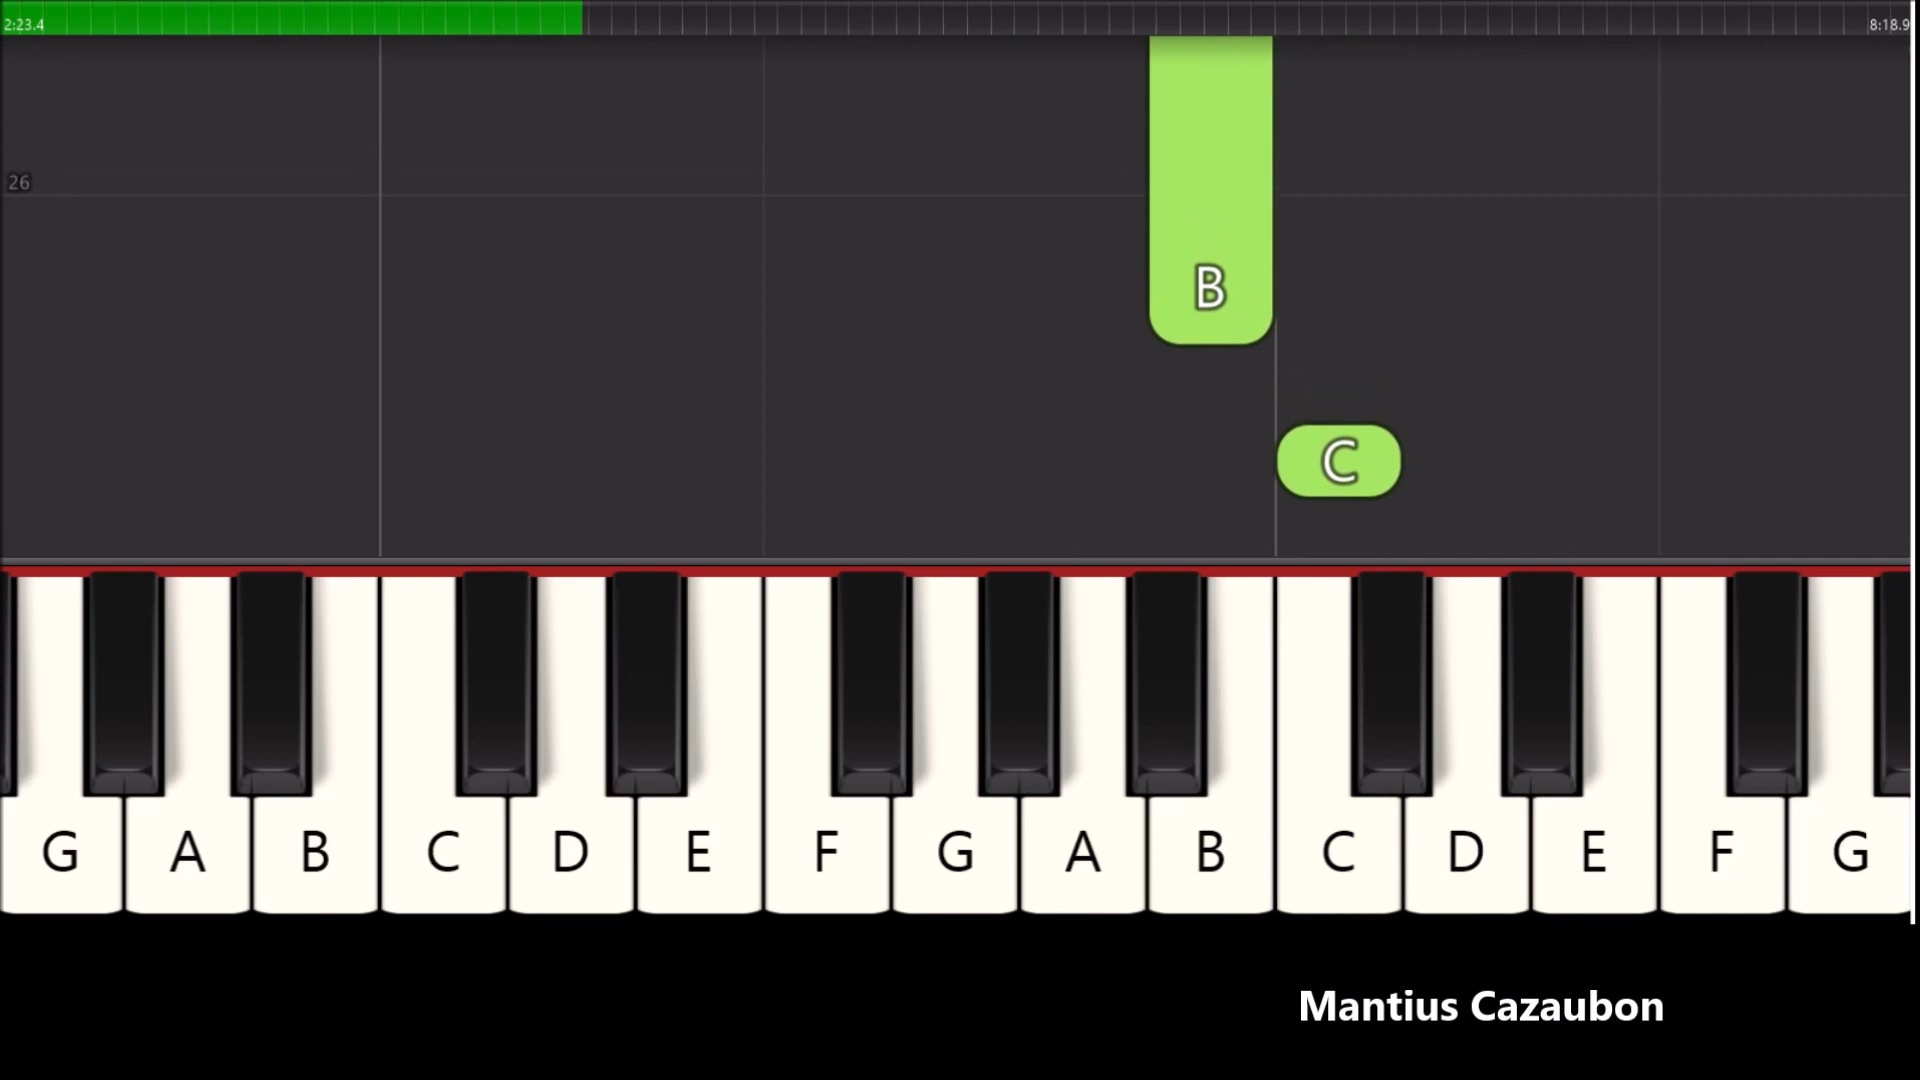 2:23.4
8:18.9
26
B
C
G A B C D E F G A B C D E F G
Mantius Cazaubon